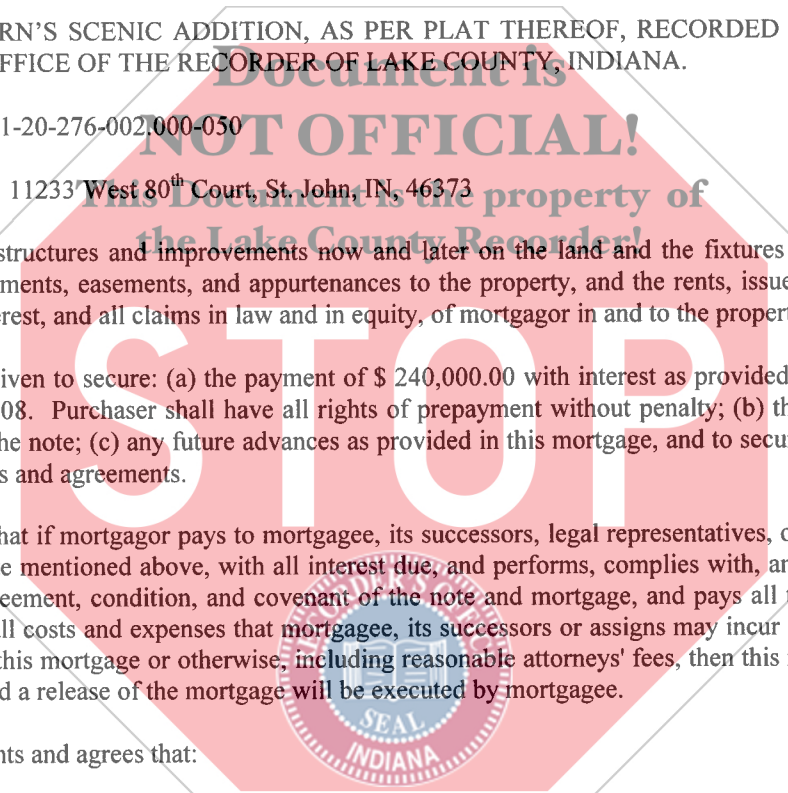 RN'S SCENIC ADDITION, AS PER PLAT THEREOF, RECORDED
FFICE OF THE RECORDER OF LAKE COUNTY, INDIANA.
Document is
1-20-276-002.000-050
NOT OFFICIAL!
11233 West 80th Court, St. John, IN, 46373
This Document is the property of
the Lake County Recorder!
structures and improvements now and later on the land and the fixtures
ments, easements, and appurtenances to the property, and the rents, issue
erest, and all claims in law and in equity, of mortgagor in and to the propert
STOP
iven to secure: (a) the payment of $ 240,000.00 with interest as provided
08. Purchaser shall have all rights of prepayment without penalty; (b) th
he note; (c) any future advances as provided in this mortgage, and to secu
s and agreements.
hat if mortgagor pays to mortgagee, its successors, legal representatives, o
e mentioned above, with all interest due, and performs, complies with, an
eement, condition, and covenant of the note and mortgage, and pays all
ll costs and expenses that mortgagee, its successors or assigns may incur
this mortgage or otherwise, including reasonable attorneys' fees, then this
d a release of the mortgage will be executed by mortgagee.
SEAL
INDIANA
nts and agrees that: